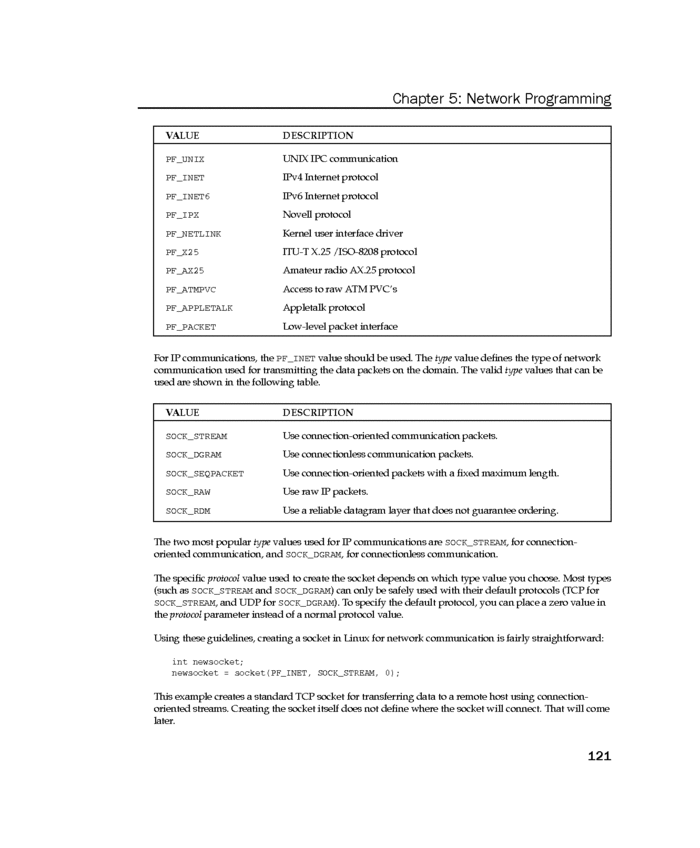 Chapter 5: Network Programming
VALUE DESCRIPTION
PF_UNIX UNIX IPC communication
PF_INET IPv4 Internet protocol
PF_INET6 IPv6 Internet protocol
PF_IPX Novell protocol
PF_NETLINK Kernel user interface driver
PF_X25 ITU-T X.25 /ISO-8208 protocol
PF_AX25 Amateur radio AX.25 protocol
PF_ATMPVC Access to raw ATM PVC's
PF_APPLETALK Appletalk protocol
PF_PACKET Low-level packet interface
For IP communications, the PF_INET value should be used. The type value defines the type of network
communication used for transmitting the data packets on the domain. The valid type values that can be
used are shown in the following table.
VALUE DESCRIPTION
SOCK_STREAM Use connection-oriented communication packets.
SOCK_DGRAM Use connectionless communication packets.
SOCK_SEQPACKET Use connection-oriented packets with a fixed maximum length.
SOCK_RAW Use raw IP packets.
SOCK_RDM Use a reliable datagram layer that does not guarantee ordering.
The two most popular type values used for IP communications are SOCK_STREAM, for connection-
oriented communication, and SOCK_DGRAM, for connectionless communication.
The specific protocol value used to create the socket depends on which type value you choose. Most types
(such as SOCK_STREAM and SOCK_DGRAM) can only be safely used with their default protocols (TCP for
SOCK_STREAM, and UDP for SOCK_DGRAM). To specify the default protocol, you can place a zero value in
the protocol parameter instead of a normal protocol value.
Using these guidelines, creating a socket in Linux for network communication is fairly straightforward:
int newsocket;
newsocket = socket(PF_INET, SOCK_STREAM, 0);
This example creates a standard TCP socket for transferring data to a remote host using connection-
oriented streams. Creating the socket itself does not define where the socket will connect. That will come
later.
121